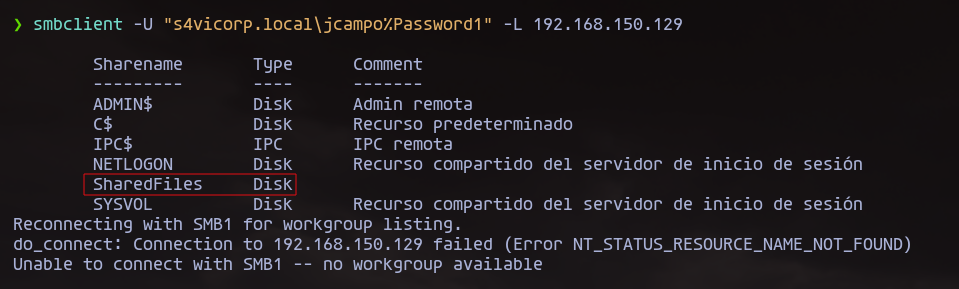 ❯ smbclient -U "s4vicorp.local\jcampo%Password1" -L 192.168.150.129
Sharename Type Comment
--------- ---- -------
ADMIN$ Disk Admin remota
C$ Disk Recurso predeterminado
IPC$ IPC IPC remota
NETLOGON Disk Recurso compartido del servidor de inicio de sesión
SharedFiles Disk
SYSVOL Disk Recurso compartido del servidor de inicio de sesión
Reconnecting with SMB1 for workgroup listing.
do_connect: Connection to 192.168.150.129 failed (Error NT_STATUS_RESOURCE_NAME_NOT_FOUND)
Unable to connect with SMB1 -- no workgroup available